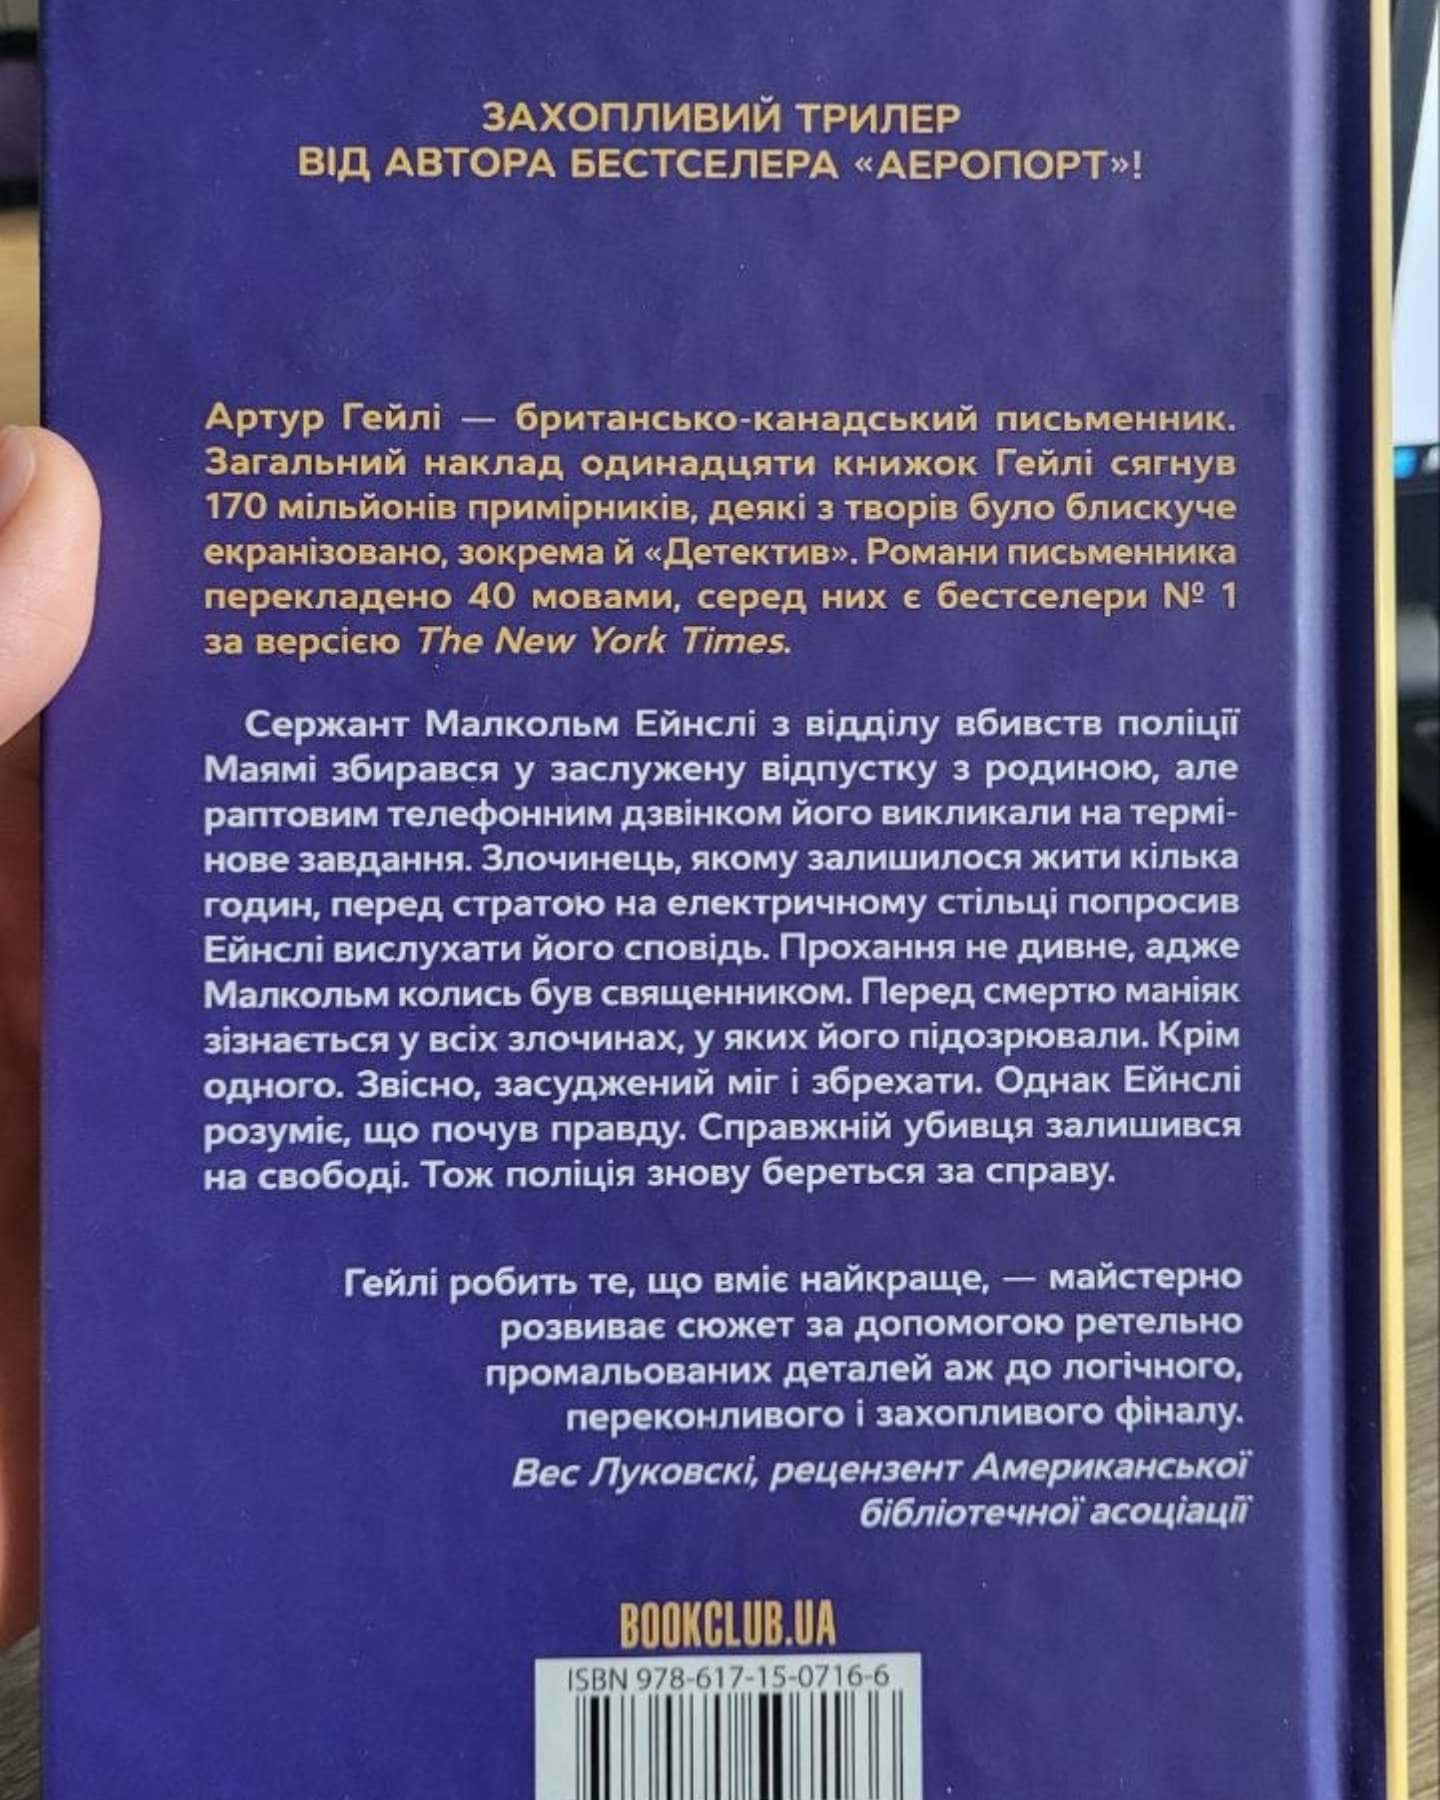 ЗАХОПЛИВИЙ ТРИЛЕР
ВІД АВТОРА БЕСТСЕЛЕРА «АЕРОПОРТ»!
Артур Гейлі — британсько-канадський письменник.
Загальний наклад одинадцяти книжок Гейлі сягнув
170 мільйонів примірників, деякі з творів було блискуче
екранізовано, зокрема й «Детектив». Романи письменника
перекладено 40 мовами, серед них є бестселери № 1
за версією The New York Times.
Сержант Малкольм Ейнслі з відділу вбивств поліції
Маямі збирався у заслужену відпустку з родиною, але
раптовим телефонним дзвінком його викликали на термі-
нове завдання. Злочинець, якому залишилося жити кілька
годин, перед стратою на електричному стільці попросив
Ейнслі вислухати його сповідь. Прохання не дивне, адже
Малкольм колись був священником. Перед смертю маніяк
зізнається у всіх злочинах, у яких його підозрювали. Крім
одного. Звісно, засуджений міг і збрехати. Однак Ейнслі
розуміє, що почув правду. Справжній убивця залишився
на свободі. Тож поліція знову береться за справу.
Гейлі робить те, що вміє найкраще, — майстерно
розвиває сюжет за допомогою ретельно
промальованих деталей аж до логічного,
переконливого і захопливого фіналу.
Вес Луковскі, рецензент Американської
бібліотечної асоціації
BOOKCLUB.UA
ISBN 978-617-15-0716-6